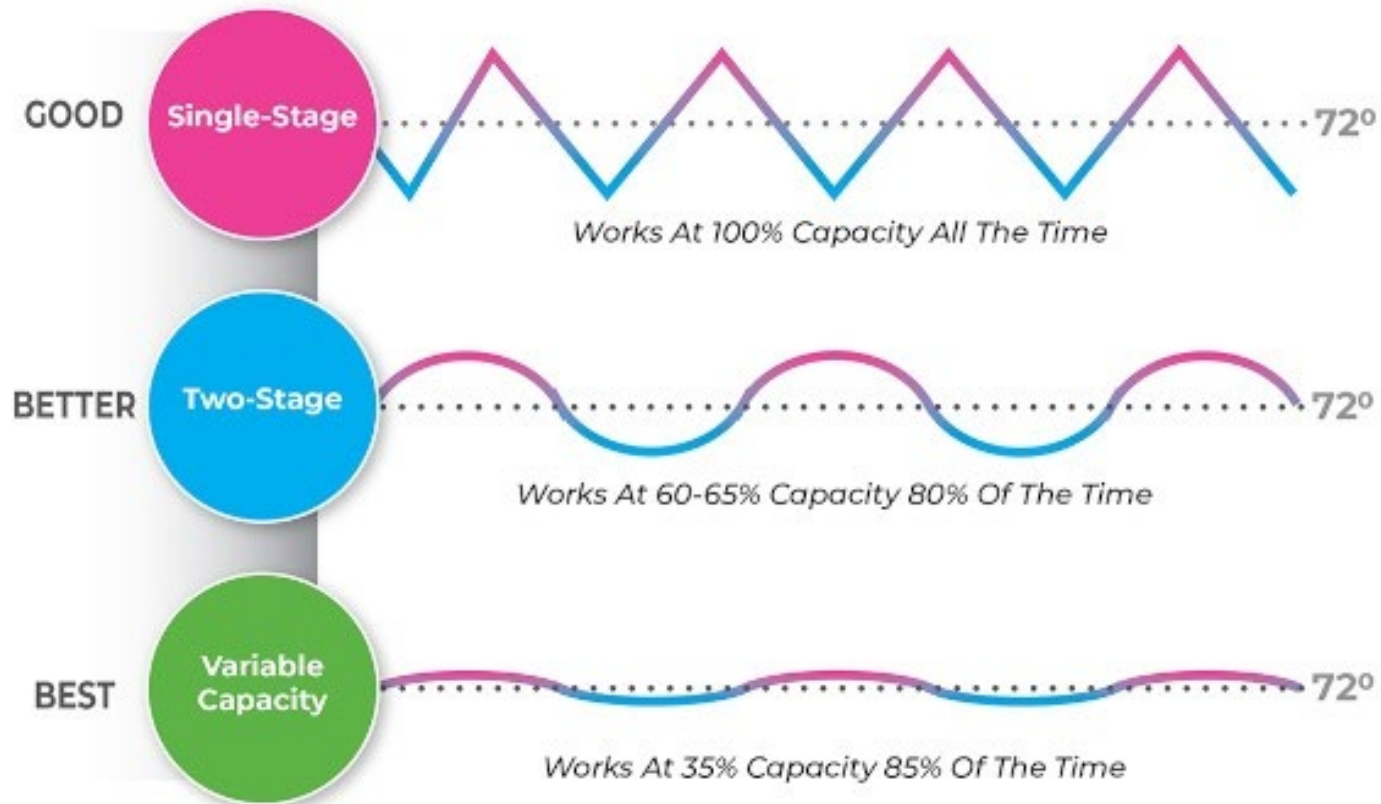 GOOD
Single-Stage
72º
Works At 100% Capacity All The Time
BETTER
Two-Stage
72º
Works At 60-65% Capacity 80% Of The Time
BEST
Variable
Capacity
72º
Works At 35% Capacity 85% Of The Time